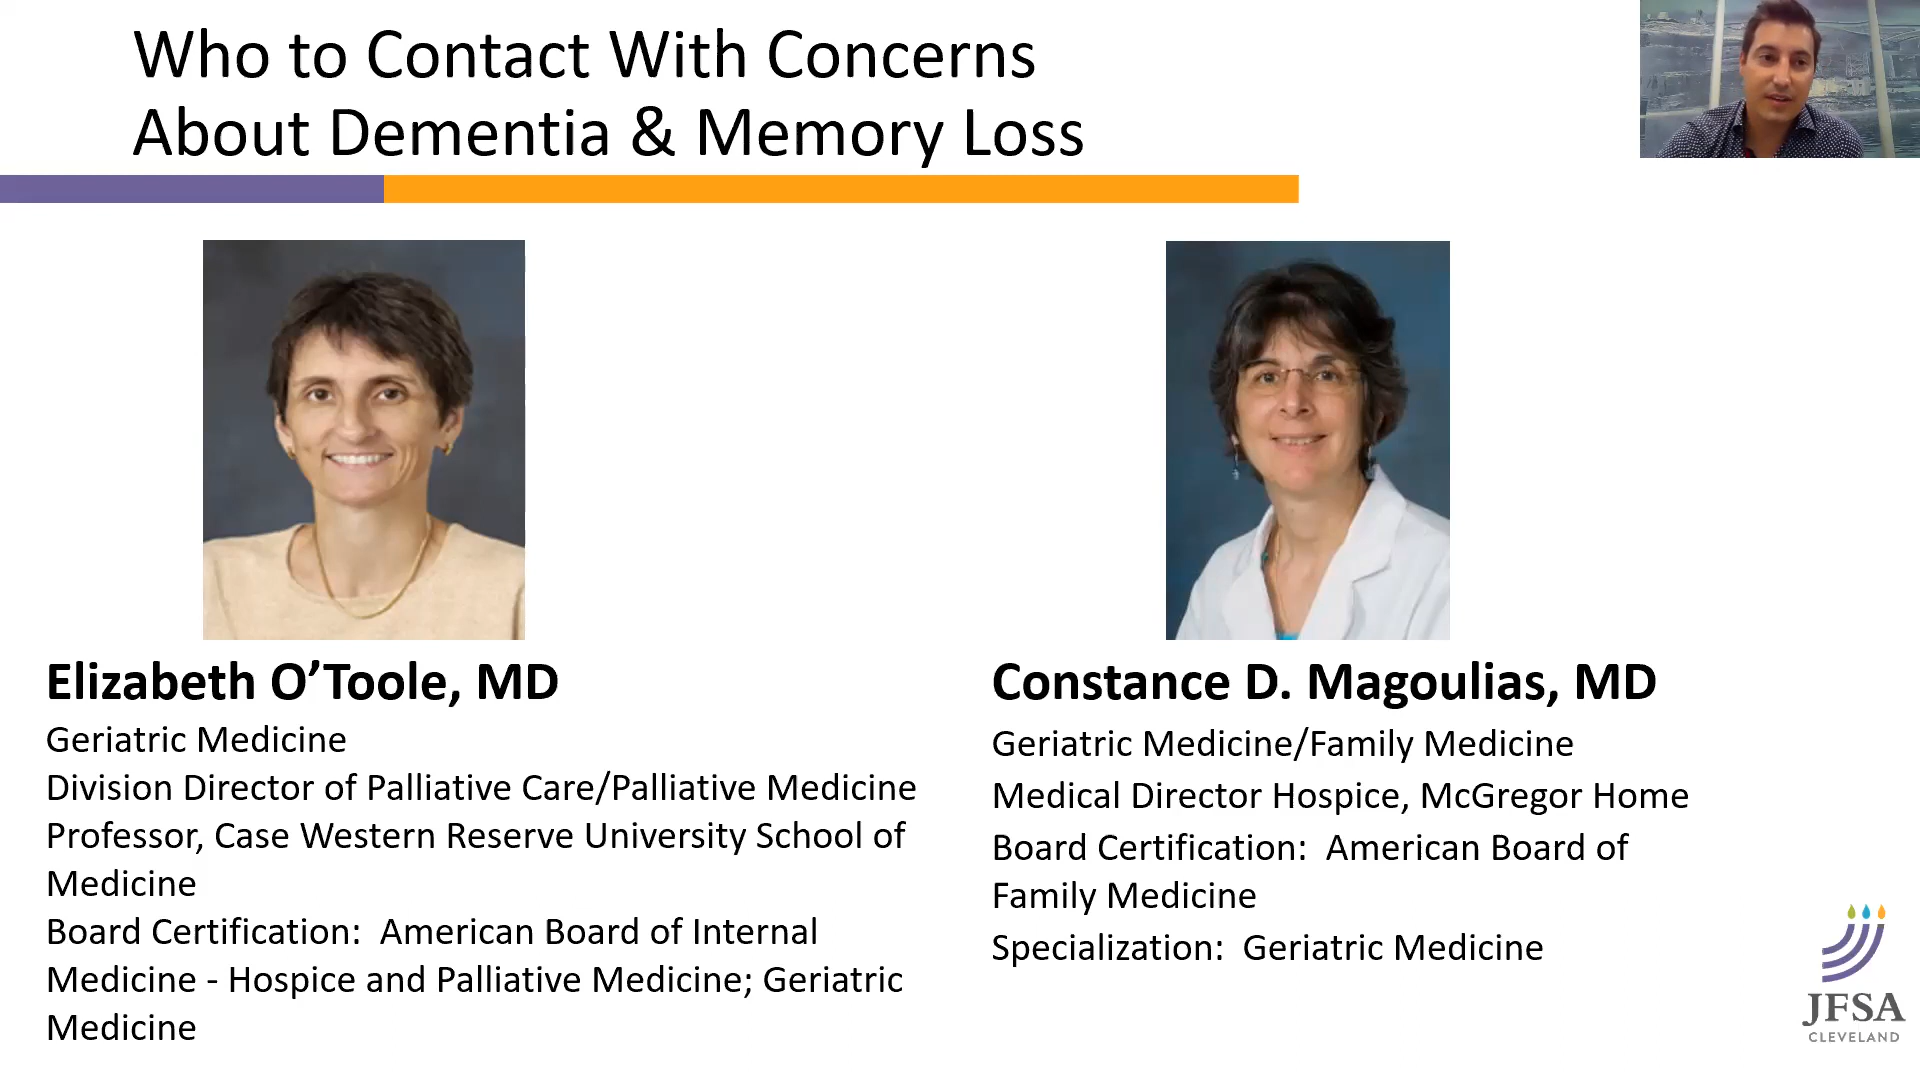 Who to Contact With Concerns
About Dementia & Memory Loss
Elizabeth O’Toole, MD
Geriatric Medicine
Division Director of Palliative Care/Palliative Medicine
Professor, Case Western Reserve University School of
Medicine
Board Certification:  American Board of Internal
Medicine - Hospice and Palliative Medicine; Geriatric
Medicine
Constance D. Magoulias, MD
Geriatric Medicine/Family Medicine
Medical Director Hospice, McGregor Home
Board Certification:  American Board of
Family Medicine
Specialization:  Geriatric Medicine
JFSA
CLEVELAND